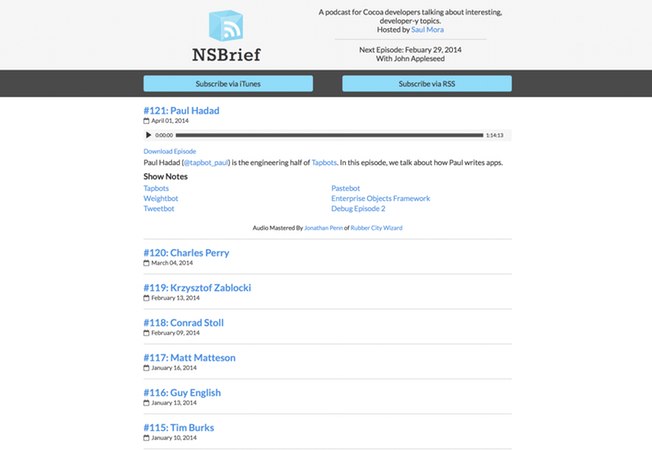 NSBrief
A podcast for Cocoa developers talking about interesting,
developer-y topics.
Hosted by Saul Mora
Next Episode: Febuary 29, 2014
With John Appleseed
Subscribe via iTunes
Subscribe via RSS
#121: Paul Hadad
April 01, 2014
0:00:00
1:14:13
Download Episode
Paul Hadad (@tapbot_paul) is the engineering half of Tapbots. In this episode, we talk about how Paul writes apps.
Show Notes
Tapbots
Weightbot
Tweetbot
Pastebot
Enterprise Objects Framework
Debug Episode 2
Audio Mastered By Jonathan Penn of Rubber City Wizard
#120: Charles Perry
March 04, 2014
#119: Krzysztof Zablocki
February 13, 2014
#118: Conrad Stoll
February 09, 2014
#117: Matt Matteson
January 16, 2014
#116: Guy English
January 13, 2014
#115: Tim Burks
January 10, 2014